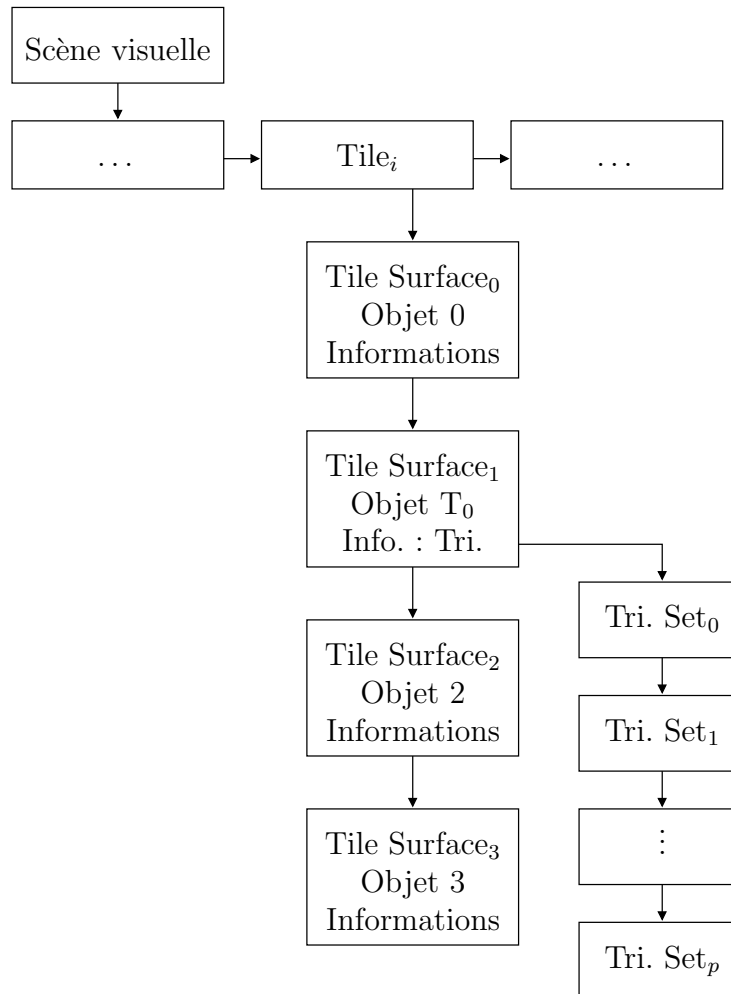 Scène visuelle
. . .
Tile_i
. . .
Tile Surface_0
Objet 0
Informations
Tile Surface_1
Objet T_0
Info. : Tri.
Tri. Set_0
Tile Surface_2
Objet 2
Informations
Tri. Set_1
Tile Surface_3
Objet 3
Informations
⋮
Tri. Set_p